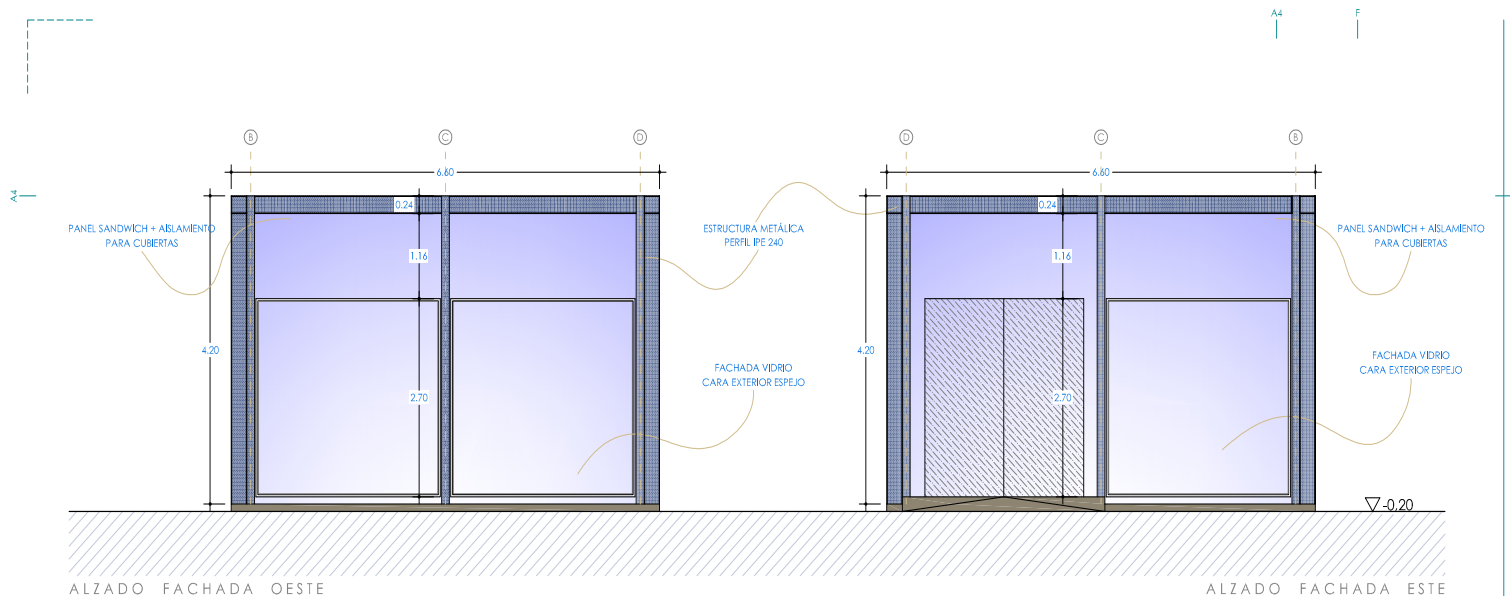 A4
F
A4
B
C
D
D
C
B
6.60
6.60
0.24
0.24
PANEL SANDWICH + AISLAMIENTO
PARA CUBIERTAS
1.16
ESTRUCTURA METÁLICA
PERFIL IPE 240
1.16
PANEL SANDWICH + AISLAMIENTO
PARA CUBIERTAS
4.20
4.20
FACHADA VIDRIO
CARA EXTERIOR ESPEJO
FACHADA VIDRIO
CARA EXTERIOR ESPEJO
2.70
2.70
-0.20
ALZADO FACHADA OESTE
ALZADO FACHADA ESTE